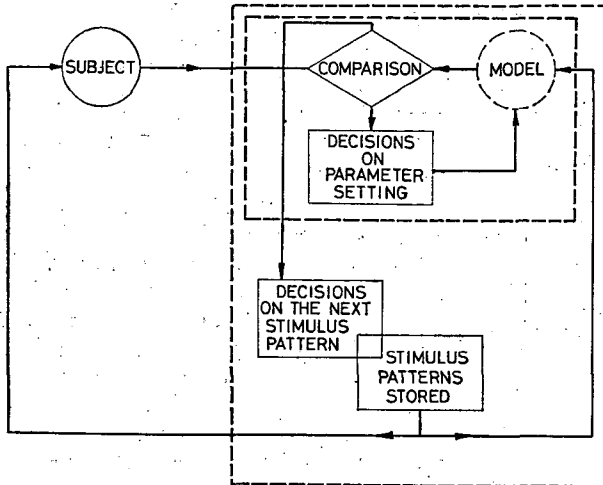 SUBJECT
COMPARISON
MODEL
DECISIONS
ON
PARAMETER
SETTING
DECISIONS
ON THE NEXT
STIMULUS
PATTERN
STIMULUS
PATTERNS
STORED